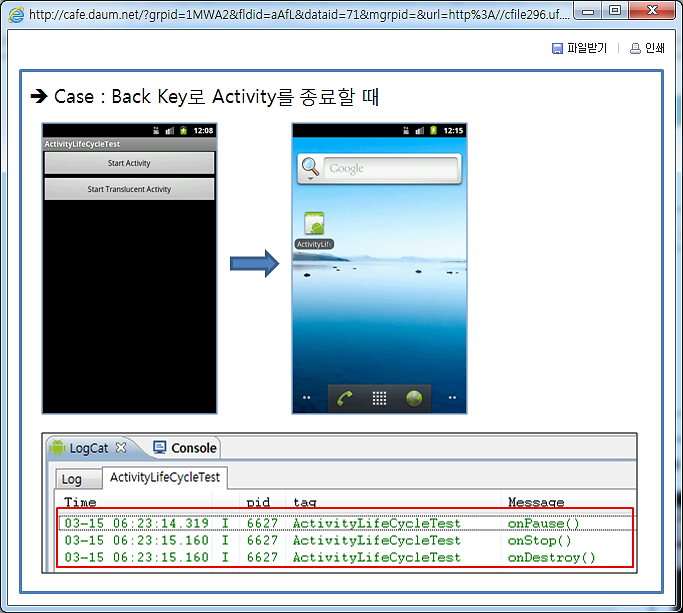 http://cafe.daum.net/?grpid=1MWA2&fldid=aAfL&dataid=71&mgrpid=&url=http%3A//cfile296.uf....
파일받기 | 인쇄
➔ Case : Back Key로 Activity를 종료할 때
12:08
ActivityLifeCycleTest
Start Activity
Start Translucent Activity
12:15
Google
ActivityLif
LogCat Console
Log ActivityLifeCycleTest
Time pid tag Message
03-15 06:23:14.319 I 6627 ActivityLifeCycleTest onPause()
03-15 06:23:15.160 I 6627 ActivityLifeCycleTest onStop()
03-15 06:23:15.160 I 6627 ActivityLifeCycleTest onDestroy()